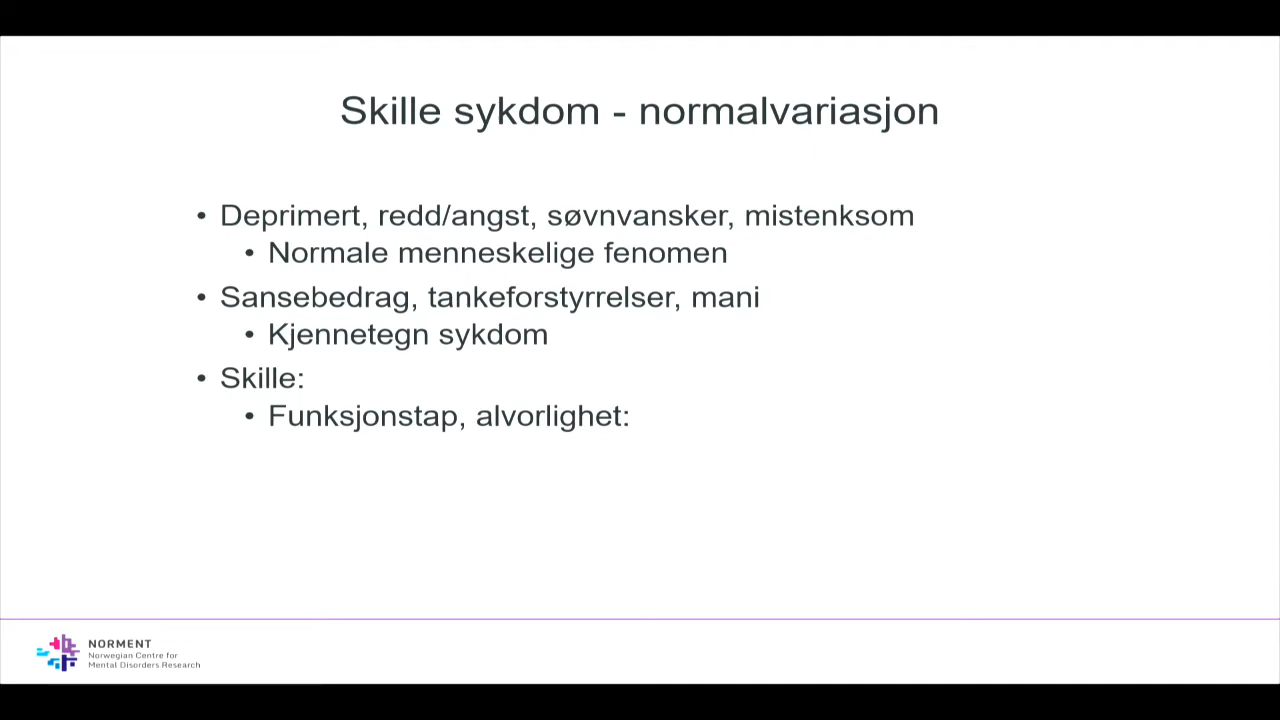 Skille sykdom - normalvariasjon
• Deprimert, redd/angst, søvnvansker, mistenksom
• Normale menneskelige fenomen
• Sansebedrag, tankeforstyrrelser, mani
• Kjennetegn sykdom
• Skille:
• Funksjonstap, alvorlighet:
NORMENT
Norwegian Centre for
Mental Disorders Research